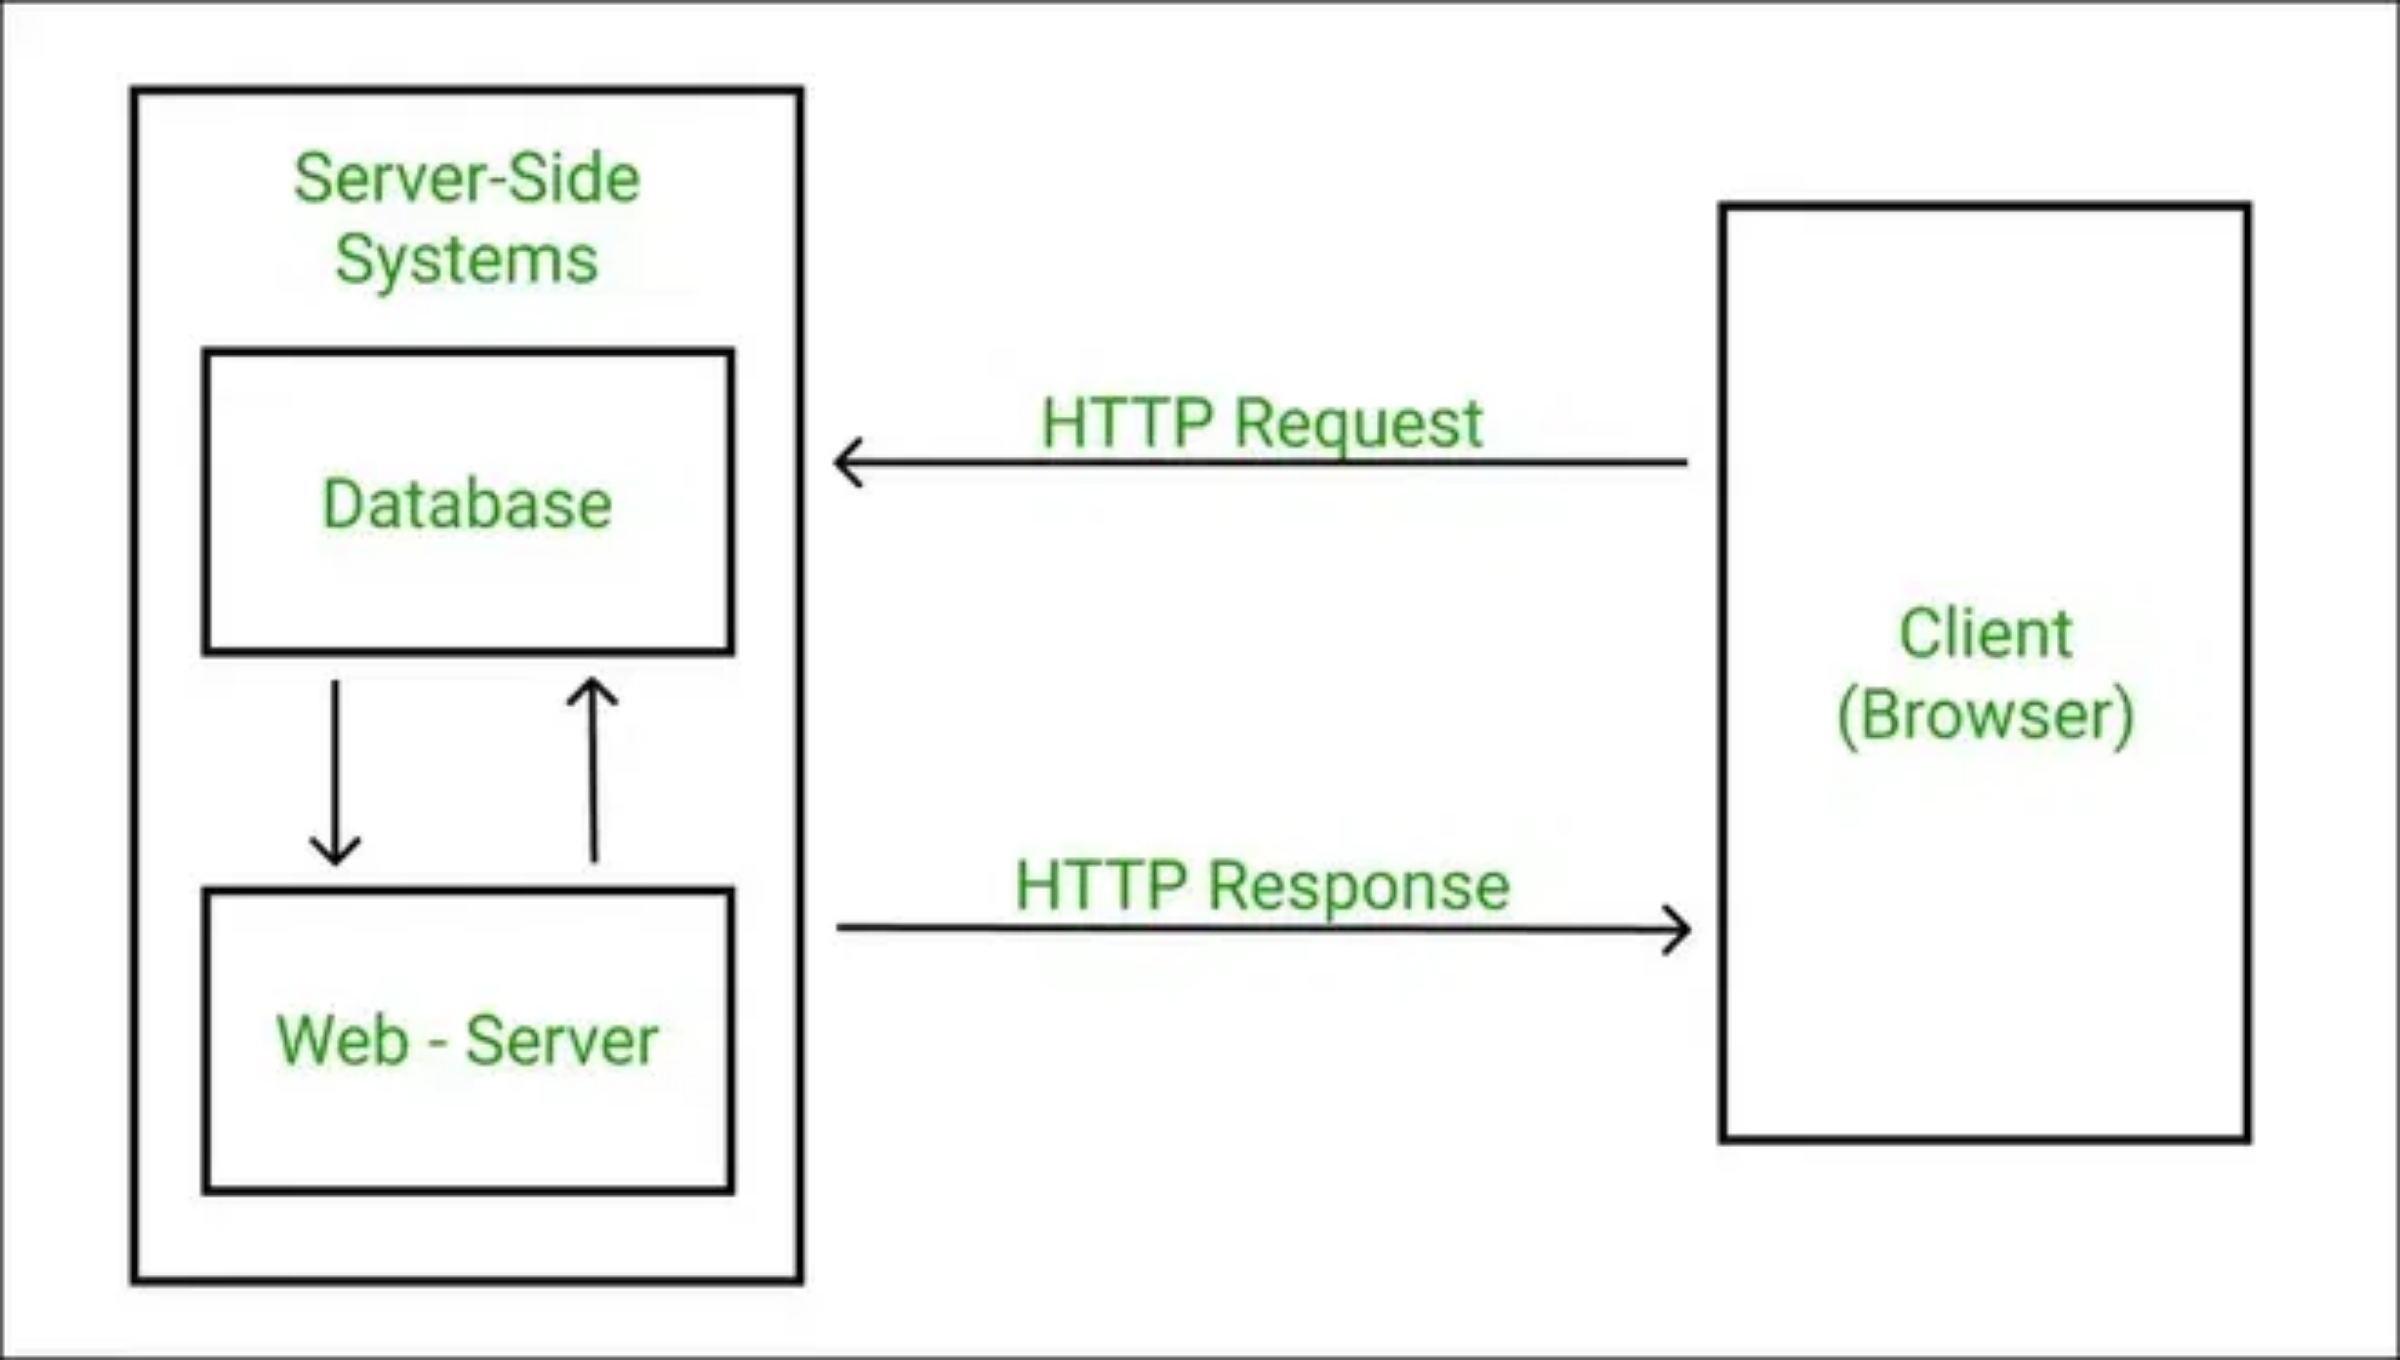 Server-Side
Systems
Database
Web - Server
HTTP Request
HTTP Response
Client
(Browser)